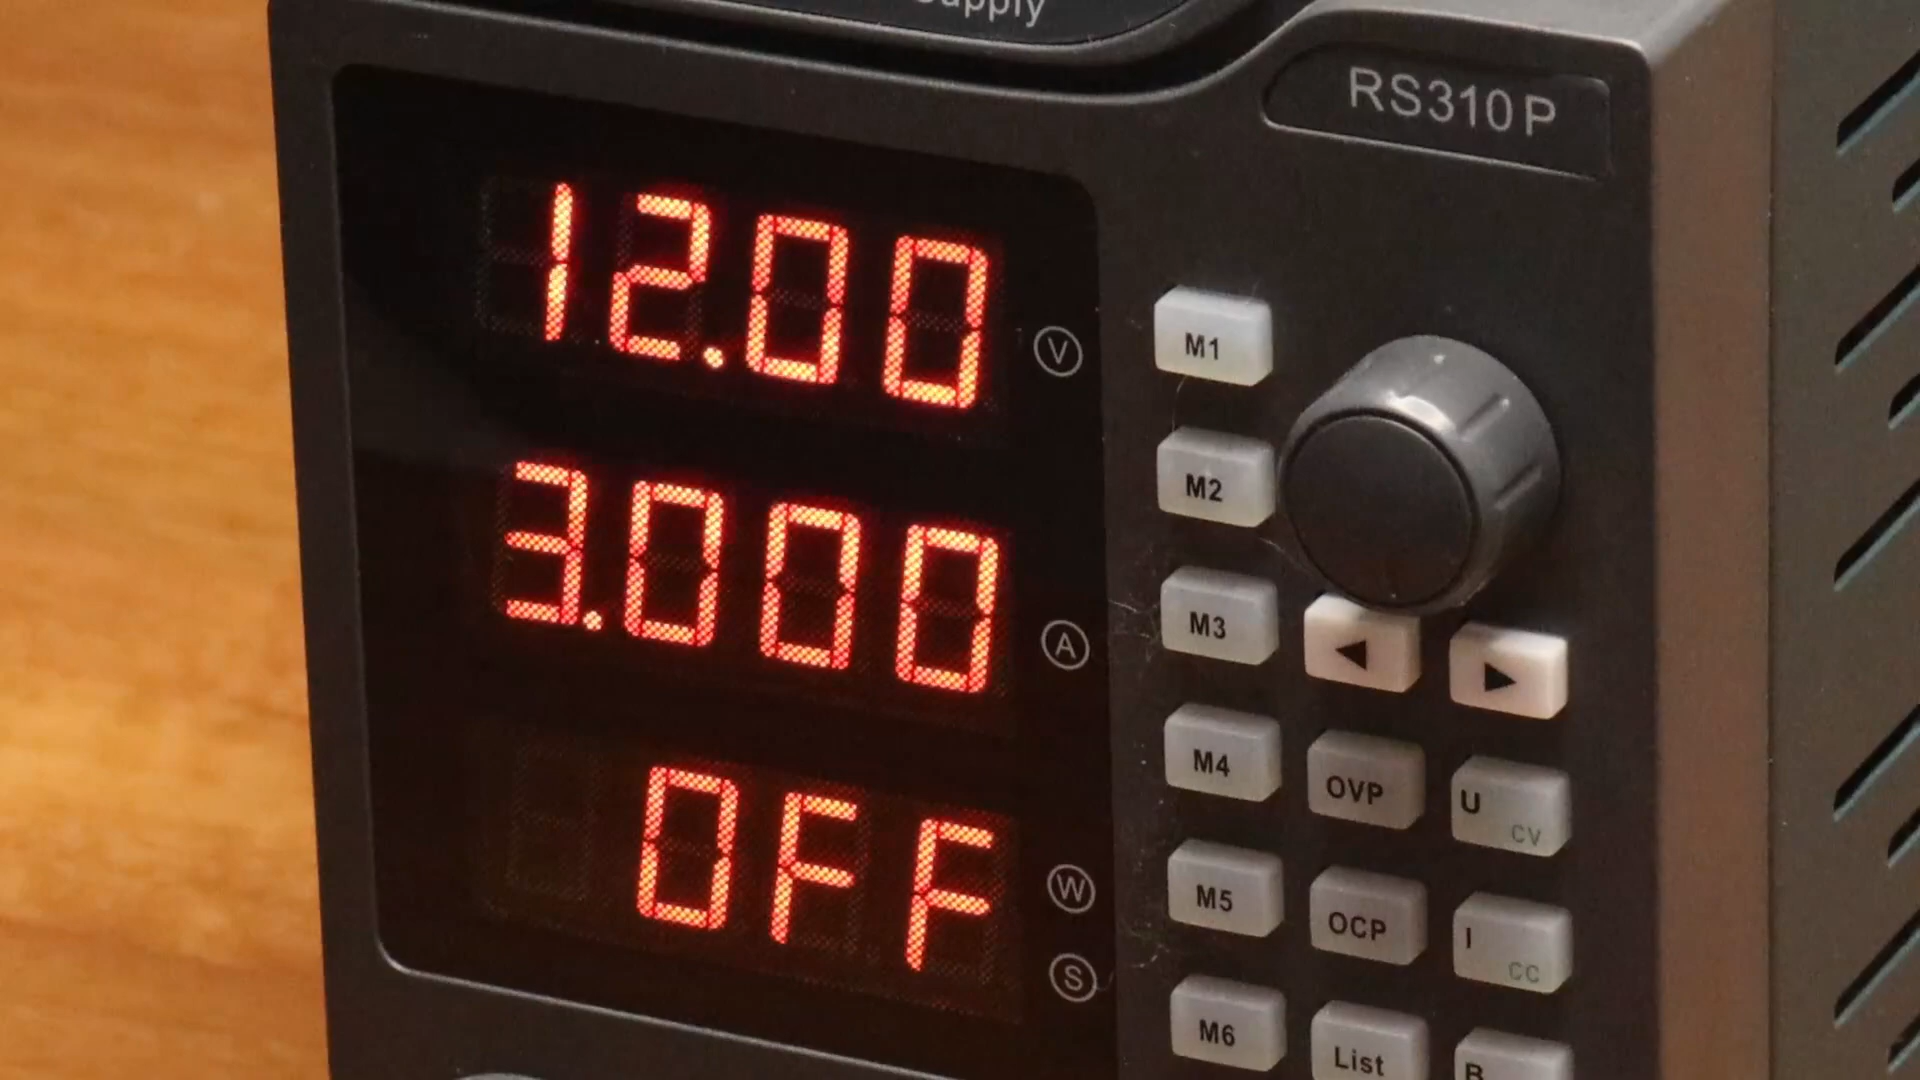 Supply
RS310P
12.00 V
3.000 A
OFF W
S
M1
M2
M3
◀ ▶
M4 OVP U CV
M5 OCP I CC
M6 List